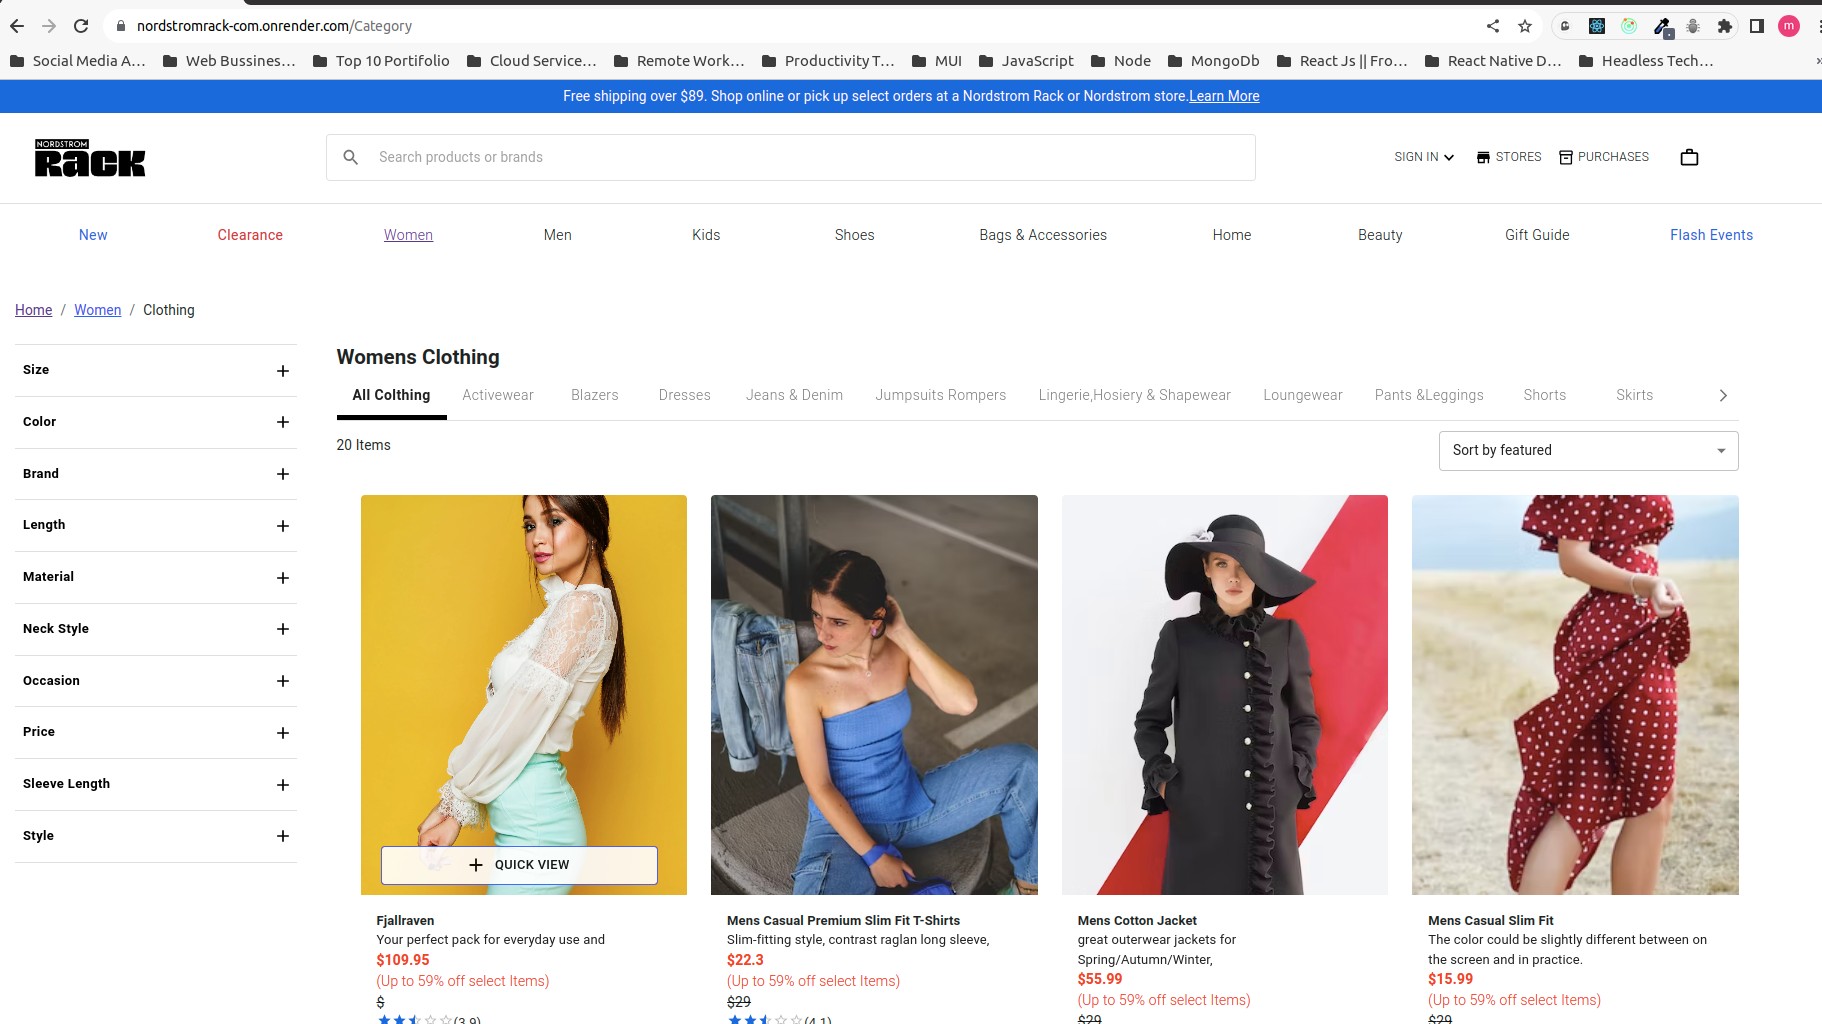 nordstromrack-com.onrender.com/Category
m
Social Media A... Web Bussines... Top 10 Portifolio Cloud Service... Remote Work... Productivity T... MUI JavaScript Node MongoDb React Js || Fro... React Native D... Headless Tech...
Free shipping over $89. Shop online or pick up select orders at a Nordstrom Rack or Nordstrom store.Learn More
NORDSTROM
RACK
Search products or brands
SIGN IN STORES PURCHASES
New Clearance Women Men Kids Shoes Bags & Accessories Home Beauty Gift Guide Flash Events
Home / Women / Clothing
Size
Color
Brand
Length
Material
Neck Style
Occasion
Price
Sleeve Length
Style
Womens Clothing
All Colthing Activewear Blazers Dresses Jeans & Denim Jumpsuits Rompers Lingerie,Hosiery & Shapewear Loungewear Pants &Leggings Shorts Skirts
20 Items
Sort by featured
QUICK VIEW
Fjallraven
Your perfect pack for everyday use and
$109.95
(Up to 59% off select Items)
$
(3.9)
Mens Casual Premium Slim Fit T-Shirts
Slim-fitting style, contrast raglan long sleeve,
$22.3
(Up to 59% off select Items)
$29
(4.1)
Mens Cotton Jacket
great outerwear jackets for
Spring/Autumn/Winter,
$55.99
(Up to 59% off select Items)
$29
Mens Casual Slim Fit
The color could be slightly different between on
the screen and in practice.
$15.99
(Up to 59% off select Items)
$29